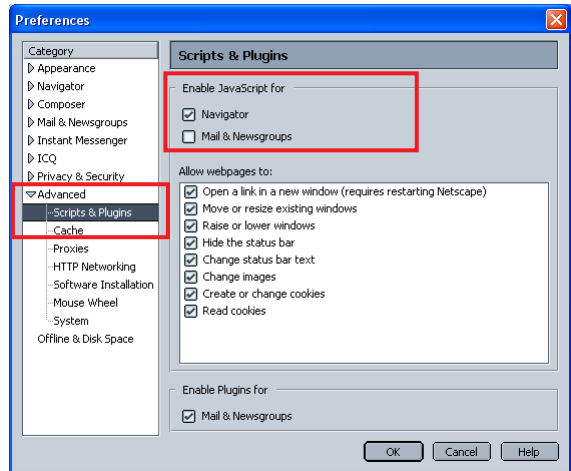 Preferences
Category
Appearance
Navigator
Composer
Mail & Newsgroups
Instant Messenger
ICQ
Privacy & Security
Advanced
Scripts & Plugins
Cache
Proxies
HTTP Networking
Software Installation
Mouse Wheel
System
Offline & Disk Space
Scripts & Plugins
Enable JavaScript for
Navigator
Mail & Newsgroups
Allow webpages to:
Open a link in a new window (requires restarting Netscape)
Move or resize existing windows
Raise or lower windows
Hide the status bar
Change status bar text
Change images
Create or change cookies
Read cookies
Enable Plugins for
Mail & Newsgroups
OK
Cancel
Help